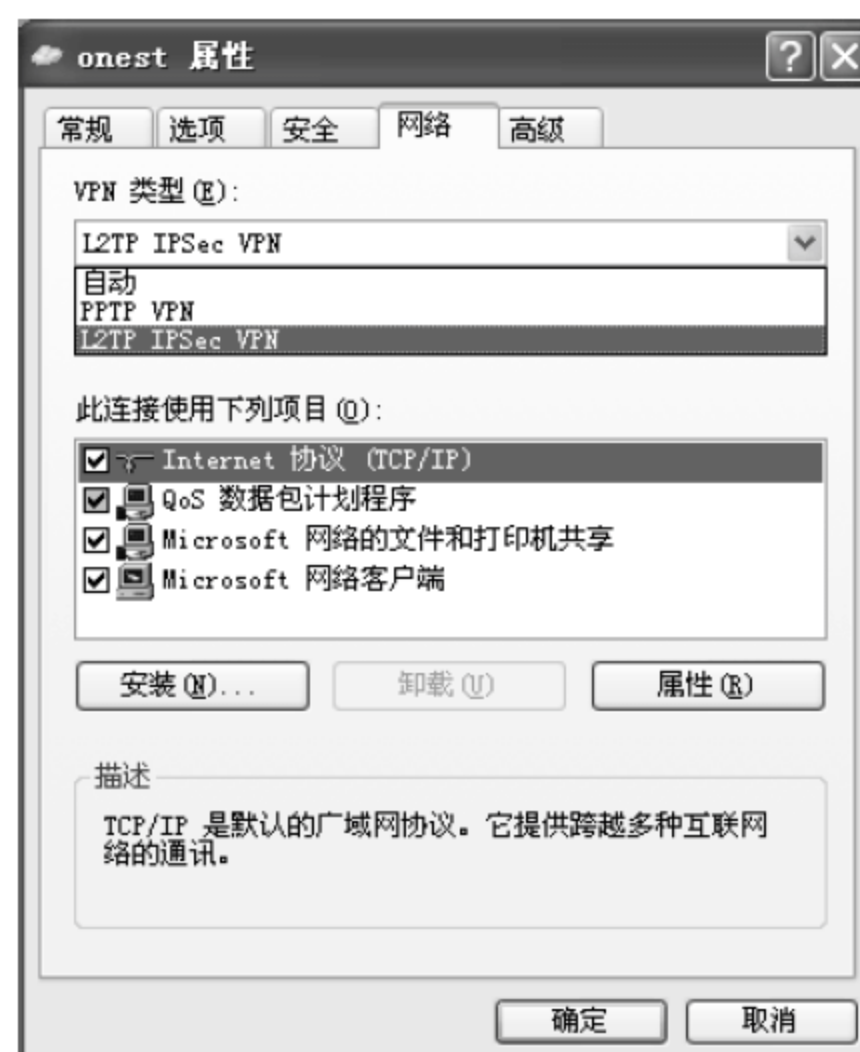 onest 属性
常规 选项 安全 网络 高级
VPN 类型(E):
L2TP IPSec VPN
自动
PPTP VPN
L2TP IPSec VPN
此连接使用下列项目(O):
Internet 协议 (TCP/IP)
QoS 数据包计划程序
Microsoft 网络的文件和打印机共享
Microsoft 网络客户端
安装(N)... 卸载(U) 属性(R)
描述
TCP/IP 是默认的广域网协议。它提供跨越多种互联网
络的通讯。
确定 取消